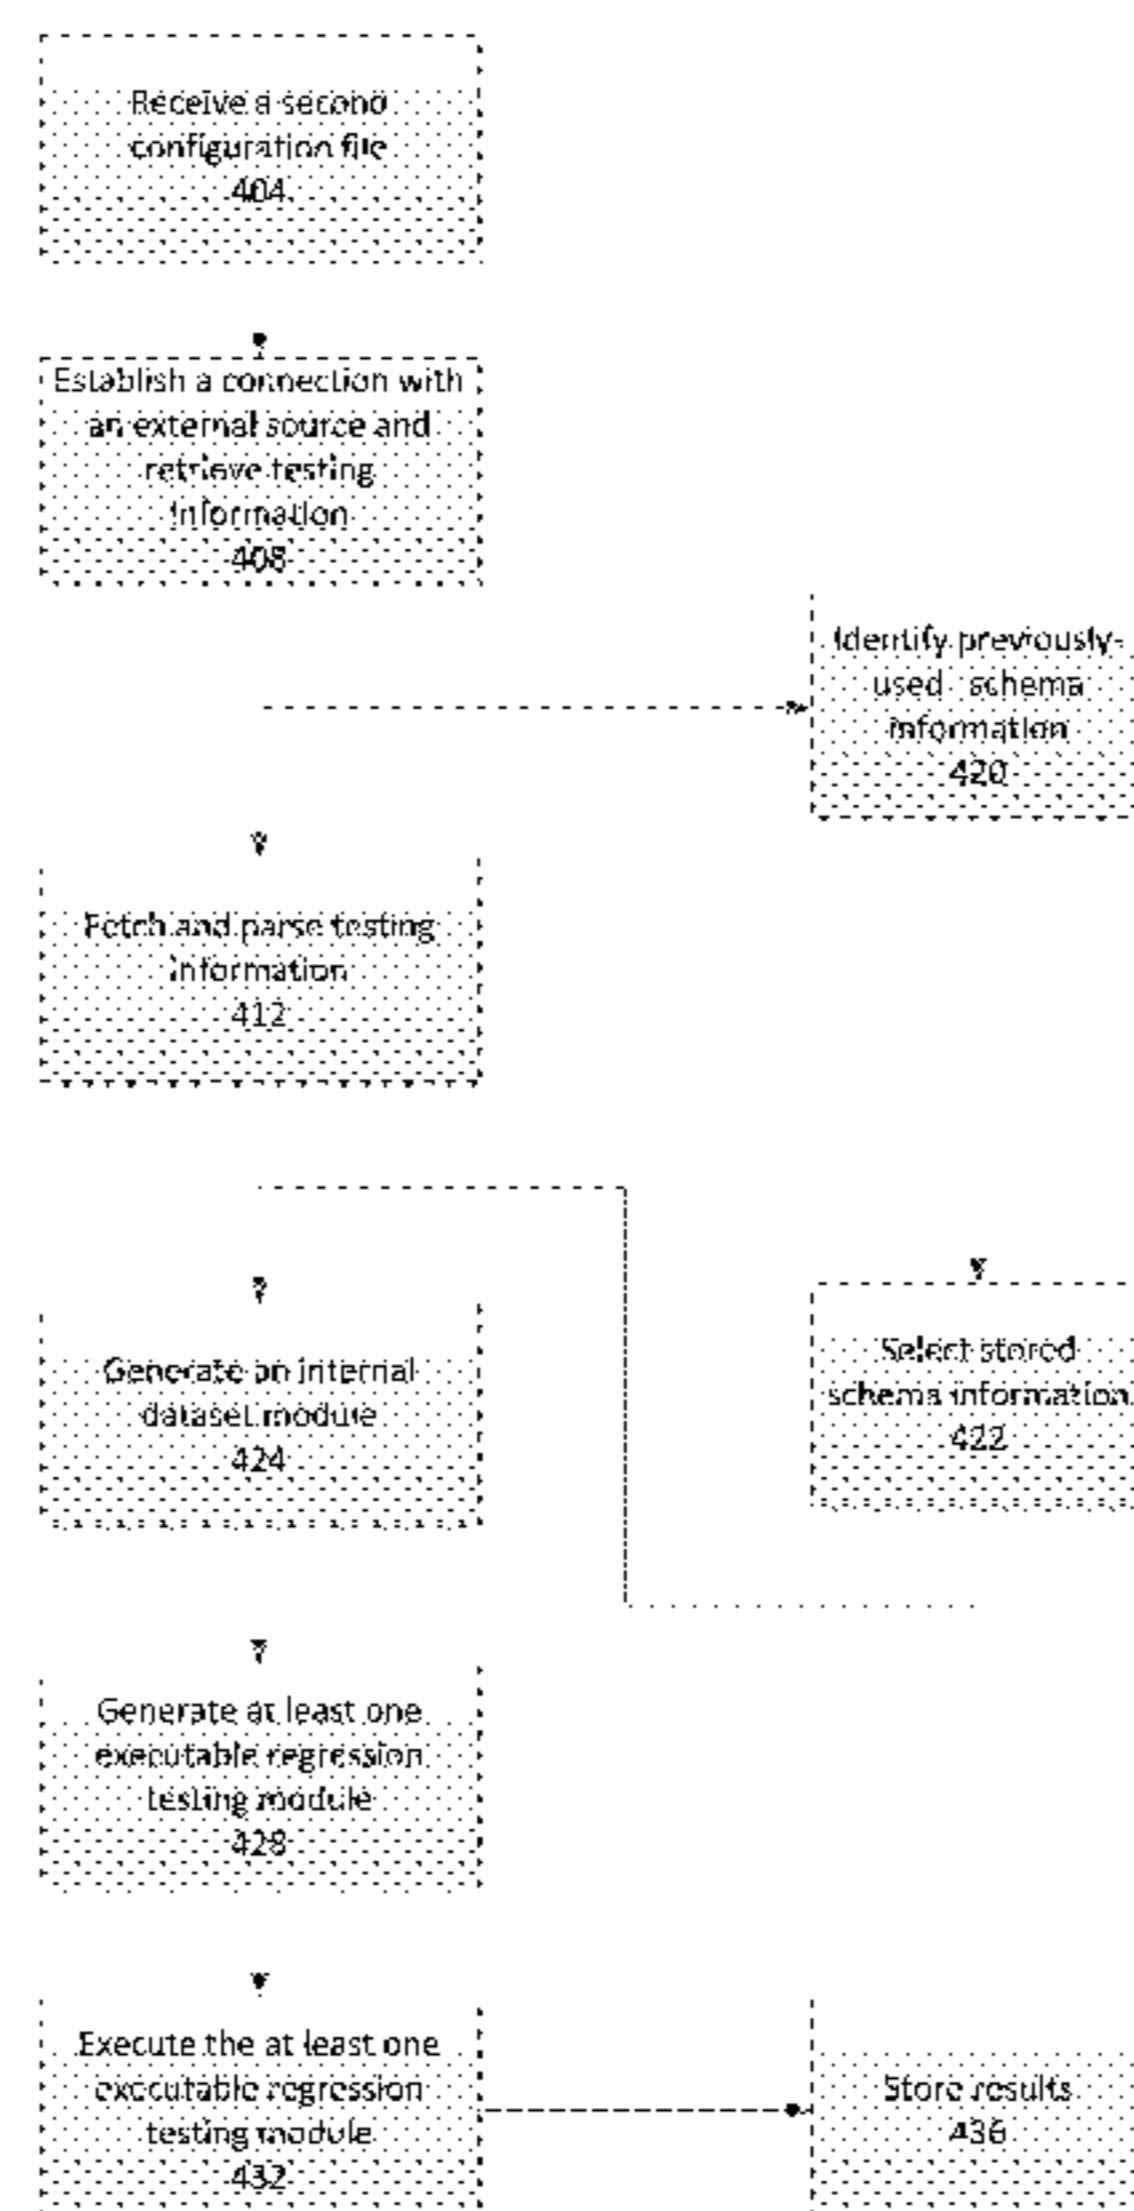 Receive a second
configuration file
404
Establish a connection with
an external source and
retrieve testing
information
408
Identify previously-
used schema
information
420
Fetch and parse testing
information
412
Generate an internal
dataset module
424
Select stored
schema information
422
Generate at least one
executable regression
testing module
428
Execute the at least one
executable regression
testing module
432
Store results
436